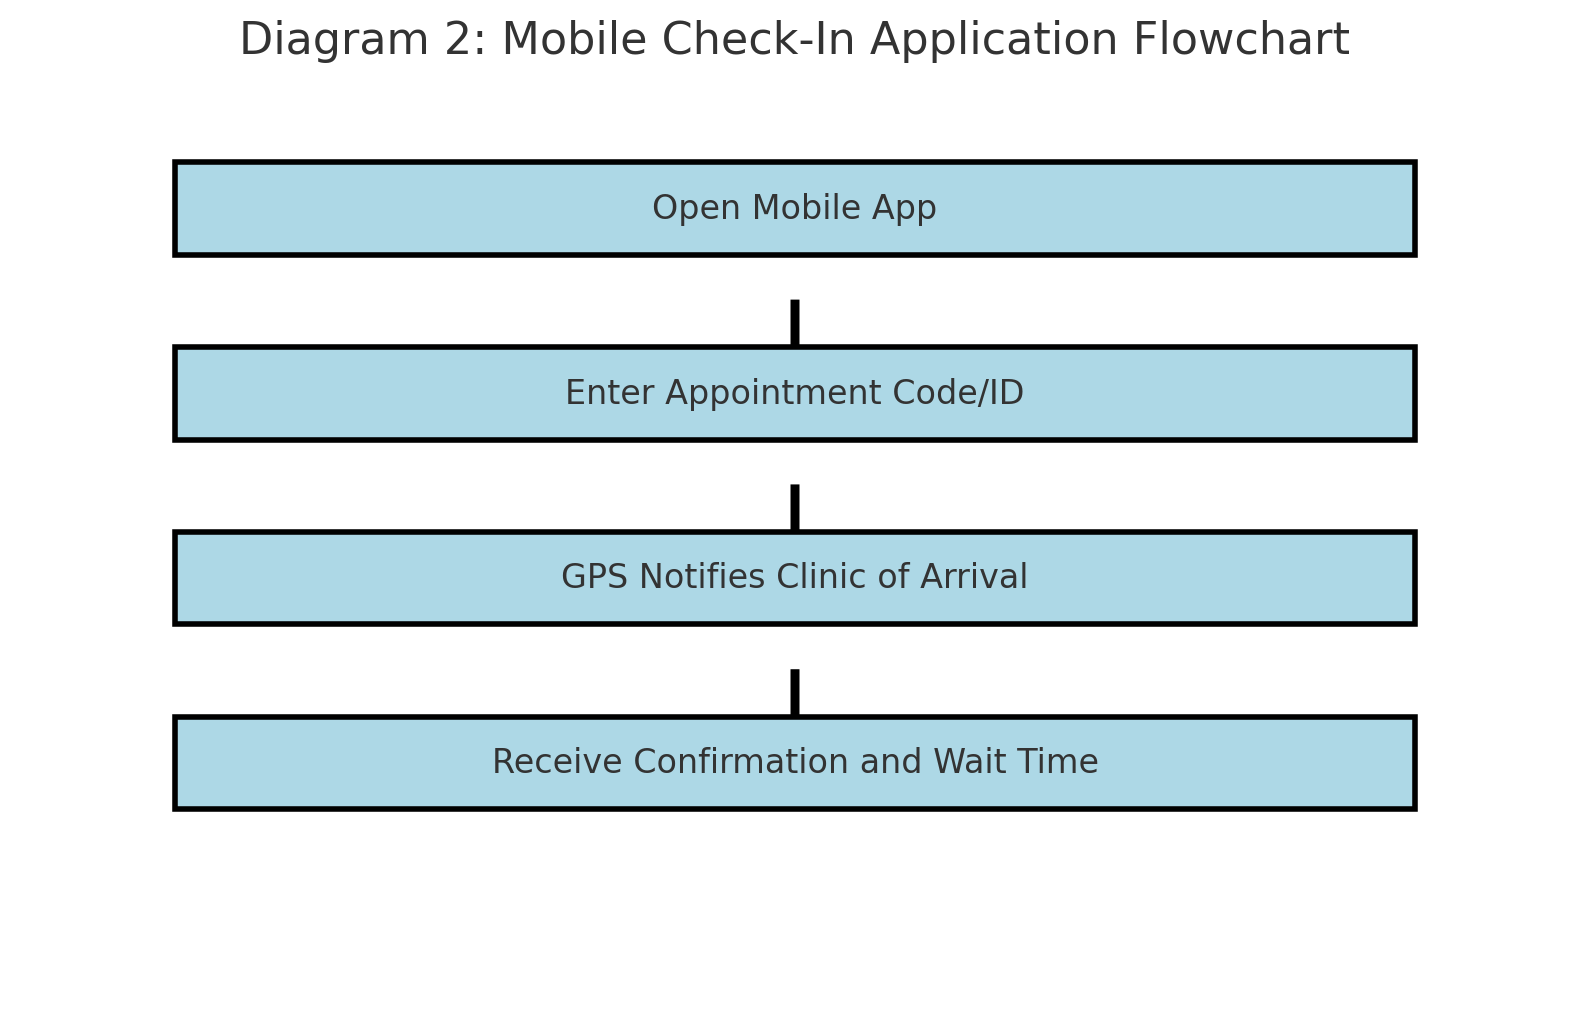 Diagram 2: Mobile Check-In Application Flowchart
Open Mobile App
Enter Appointment Code/ID
GPS Notifies Clinic of Arrival
Receive Confirmation and Wait Time